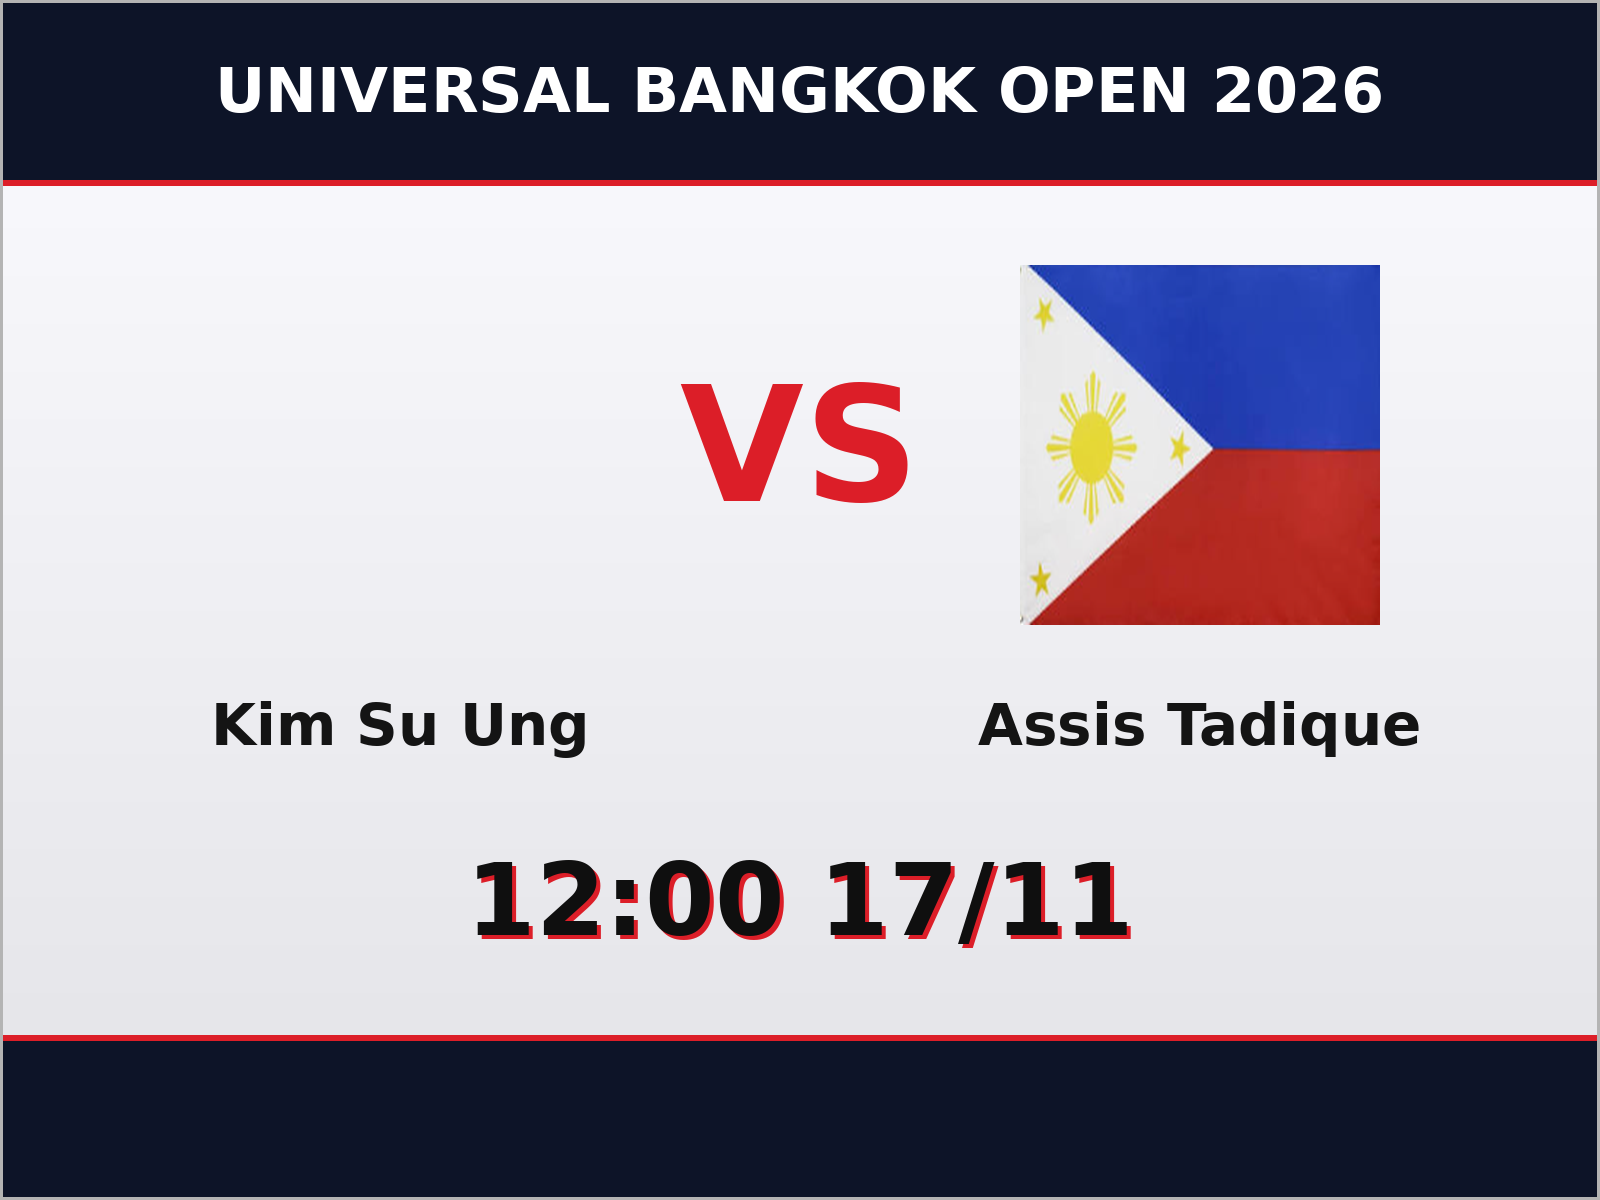 UNIVERSAL BANGKOK OPEN 2026
VS
Kim Su Ung
Assis Tadique
12:00 17/11